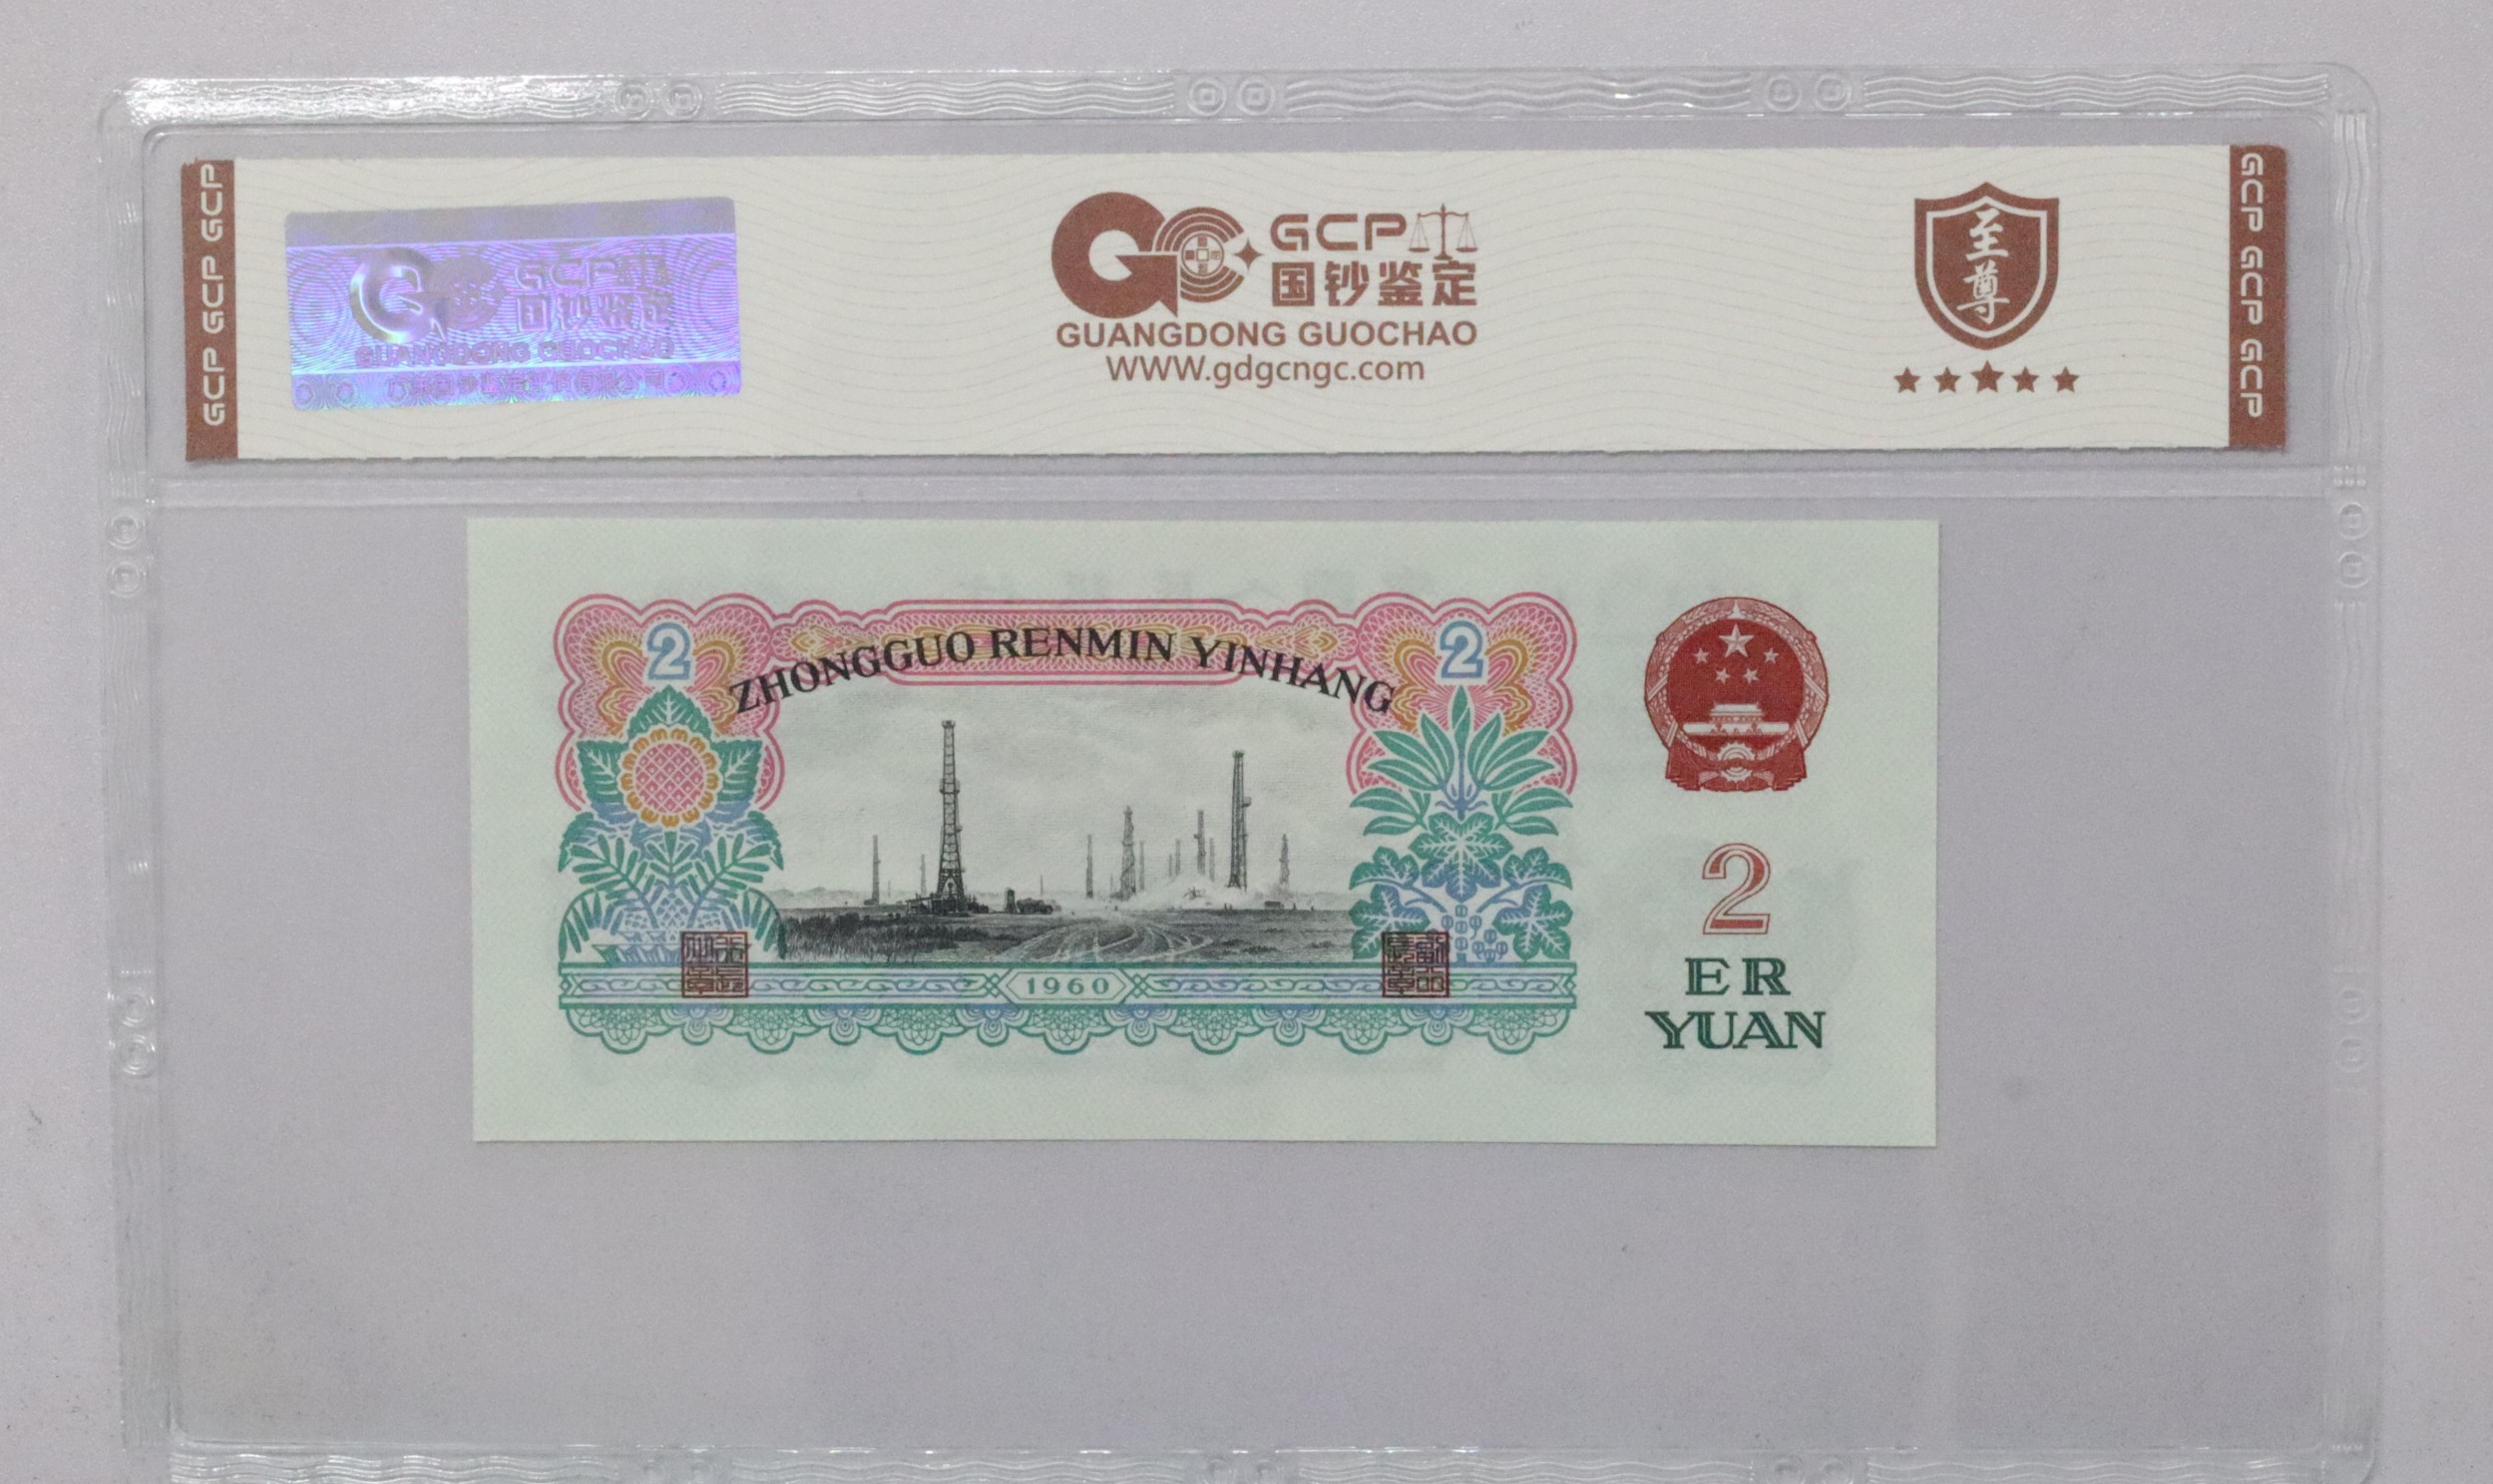 GCP GCP GCP
GCP
国钞鉴定
GUANGDONG GUOCHAO
GCP
国钞鉴定
GUANGDONG GUOCHAO
WWW.gdgcngc.com
至尊
GCP GCP GCP
2
ZHONGGUO RENMIN YINHANG
2
1960
2
ER
YUAN